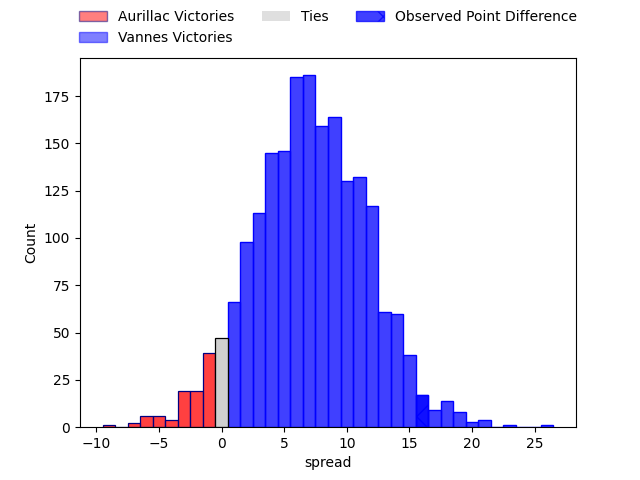 Aurillac Victories
Ties
Observed Point Difference
Vannes Victories
175
150
125
100
75
50
25
0
Count
−10
−5
0
5
10
15
20
25
spread